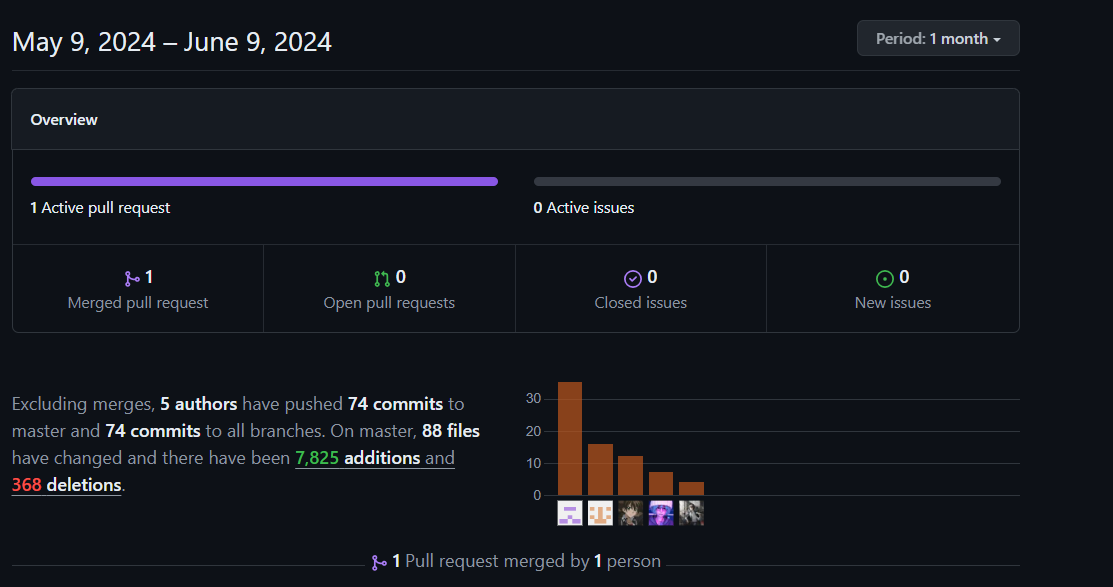 May 9, 2024 – June 9, 2024
Period: 1 month
Overview
1 Active pull request
0 Active issues
1
Merged pull request
0
Open pull requests
0
Closed issues
0
New issues
Excluding merges, 5 authors have pushed 74 commits to
master and 74 commits to all branches. On master, 88 files
have changed and there have been 7,825 additions and
368 deletions.
30
20
10
0
1 Pull request merged by 1 person